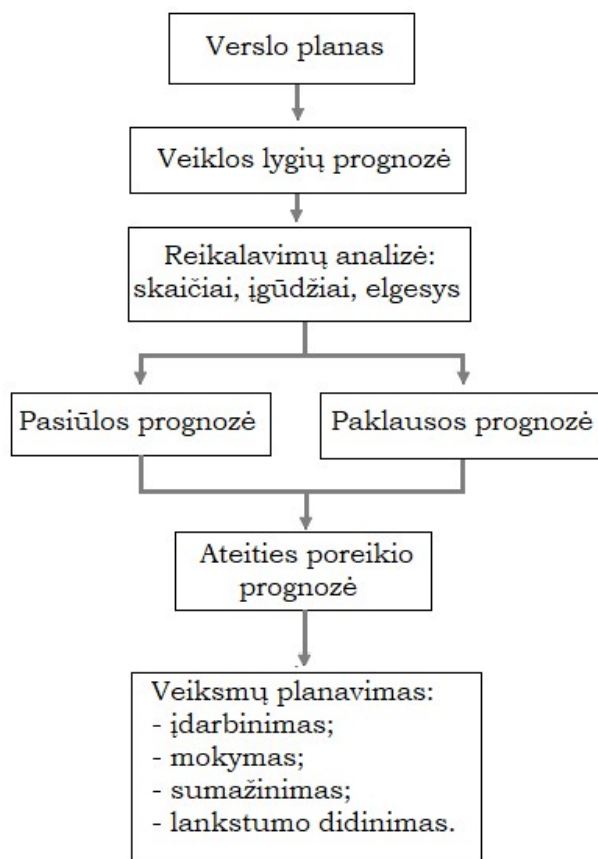 Verslo planas
Veiklos lygių prognozė
Reikalavimų analizė:
skaičiai, įgūdžiai, elgesys
Pasiūlos prognozė
Paklausos prognozė
Ateities poreikio
prognozė
Veiksmų planavimas:
- įdarbinimas;
- mokymas;
- sumažinimas;
- lankstumo didinimas.